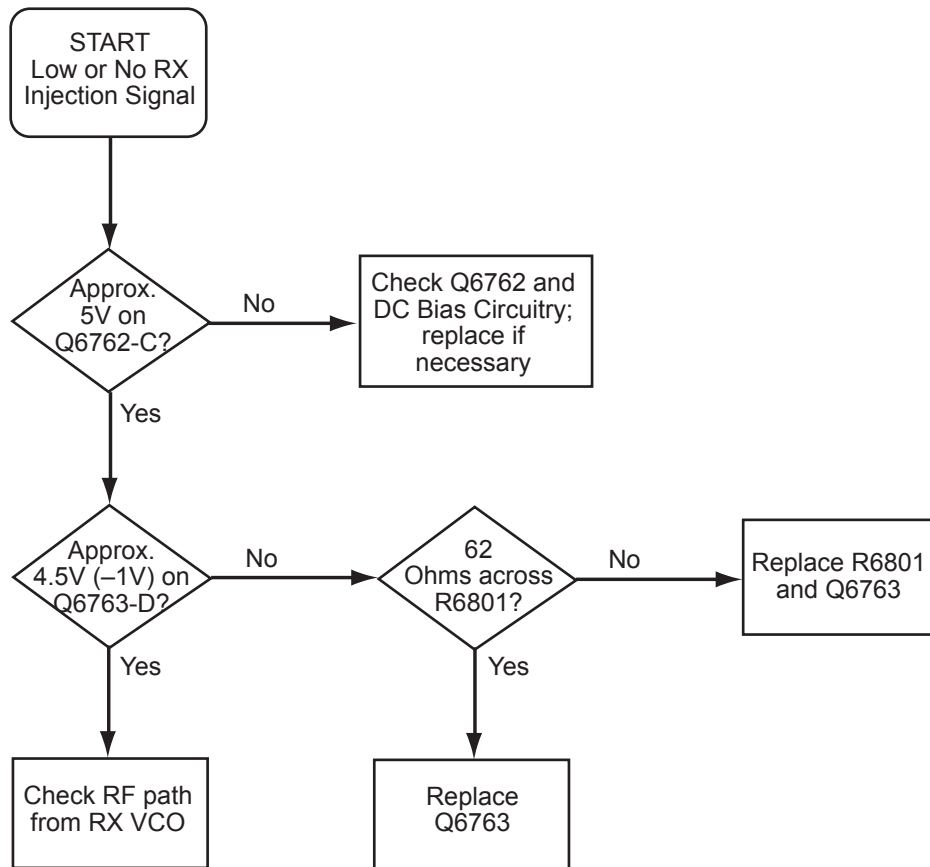 START
Low or No RX
Injection Signal
Approx.
5V on
Q6762-C?
No
Check Q6762 and
DC Bias Circuitry;
replace if
necessary
Yes
Approx.
4.5V (–1V) on
Q6763-D?
No
62
Ohms across
R6801?
No
Replace R6801
and Q6763
Yes
Yes
Check RF path
from RX VCO
Replace
Q6763